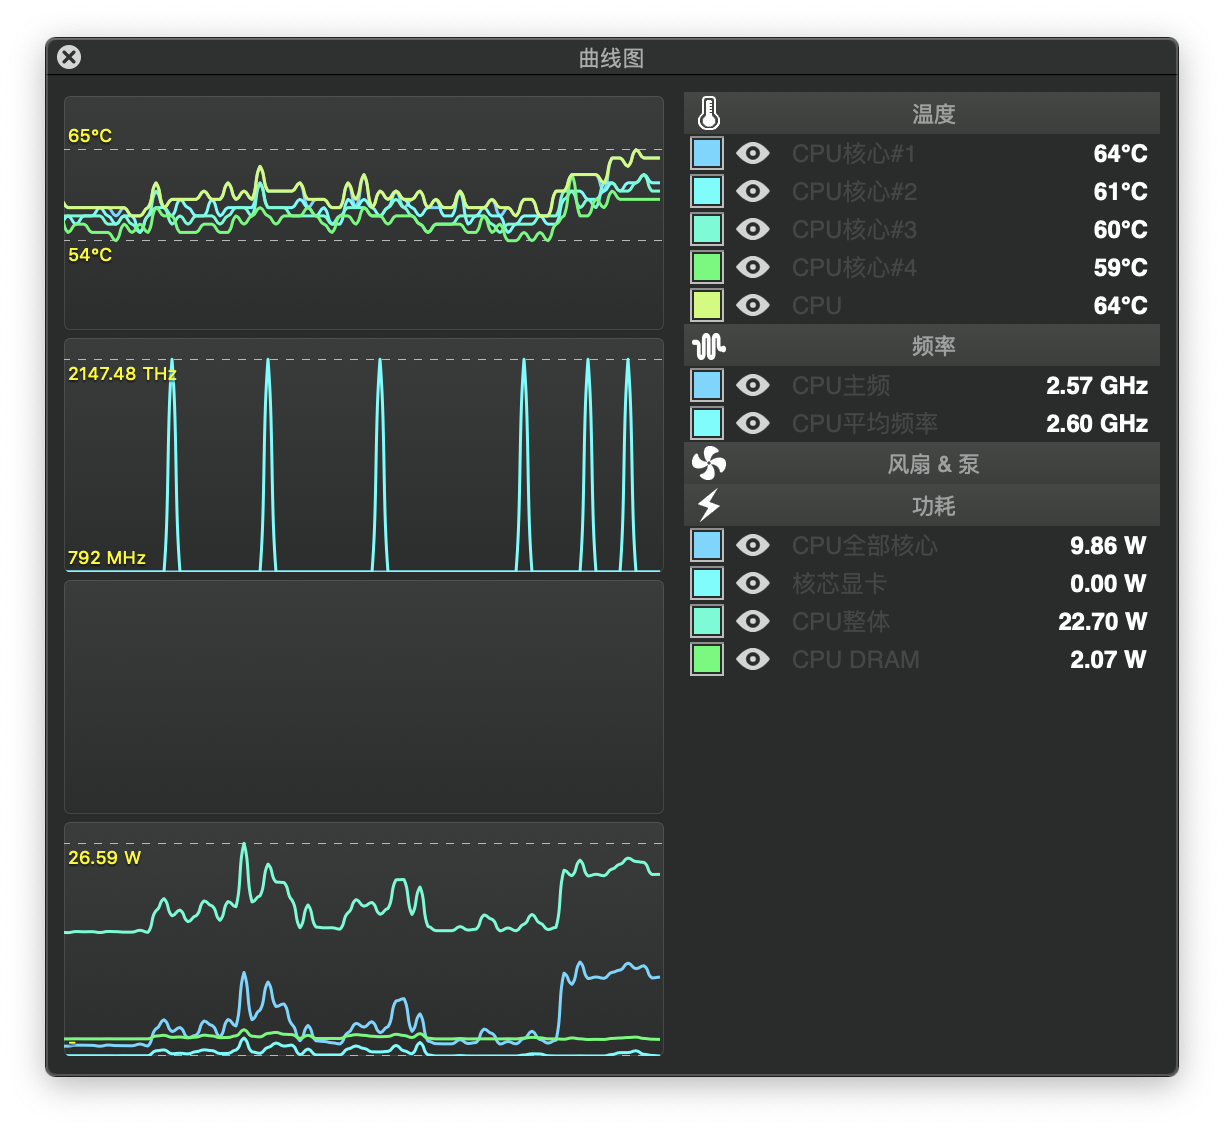 曲线图
65°C
54°C
2147.48 THz
792 MHz
26.59 W
-
温度
CPU核心#1 64°C
CPU核心#2 61°C
CPU核心#3 60°C
CPU核心#4 59°C
CPU 64°C
频率
CPU主频 2.57 GHz
CPU平均频率 2.60 GHz
风扇 & 泵
功耗
CPU全部核心 9.86 W
核芯显卡 0.00 W
CPU整体 22.70 W
CPU DRAM 2.07 W